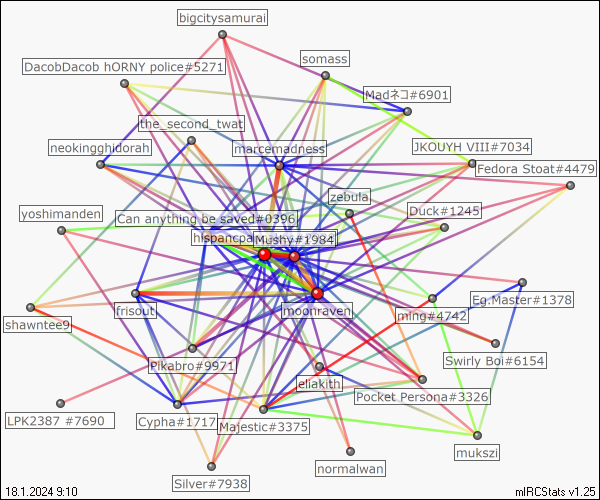 bigcitysamurai
somass
DacobDacob hORNY police#5271
Madネコ#6901
the_second_twat
neokingghidorah
marcemadness
JKOUYH VIII#7034
Fedora Stoat#4479
zebula
yoshimanden
Can anything be saved#0396
Duck#1245
Mushy#1984
frisout
moonraven
ming#4742
Eg.Master#1378
shawntee9
Pikabro#9971
Swirly Boi#6154
eliakith
Pocket Persona#3326
LPK2387 #7690
Cypha#1717
Majestic#3375
mukszi
normalwan
Silver#7938
18.1.2024 9:10
mIRCStats v1.25